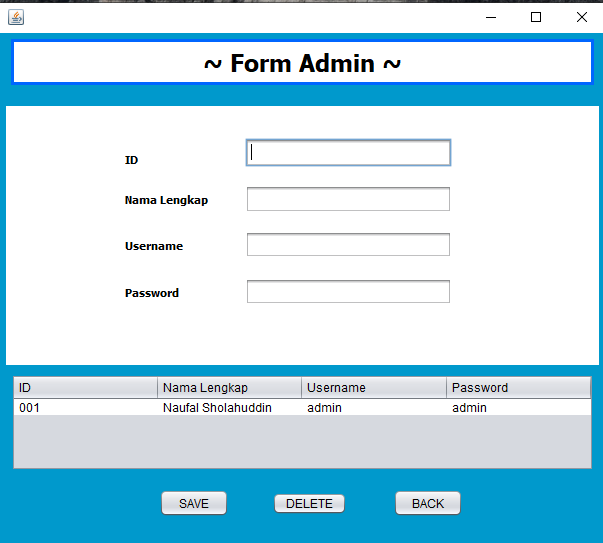 ~ Form Admin ~
ID
Nama Lengkap
Username
Password
ID Nama Lengkap Username Password
001 Naufal Sholahuddin admin admin
SAVE DELETE BACK